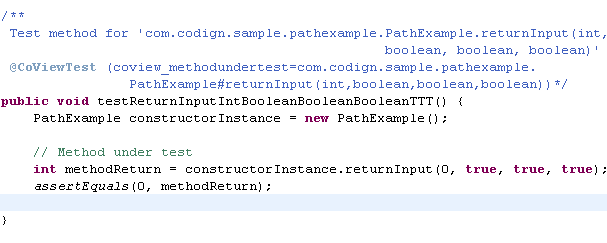 /**
Test method for 'com.codign.sample.pathexample.PathExample.returnInput(int,
boolean, boolean, boolean)'
@CoViewTest (coview_methodundertest=com.codign.sample.pathexample.
PathExample#returnInput(int,boolean,boolean,boolean))*/
public void testReturnInputIntBooleanBooleanBooleanTTT() {
PathExample constructorInstance = new PathExample();
// Method under test
int methodReturn = constructorInstance.returnInput(0, true, true, true);
assertEquals(0, methodReturn);
}